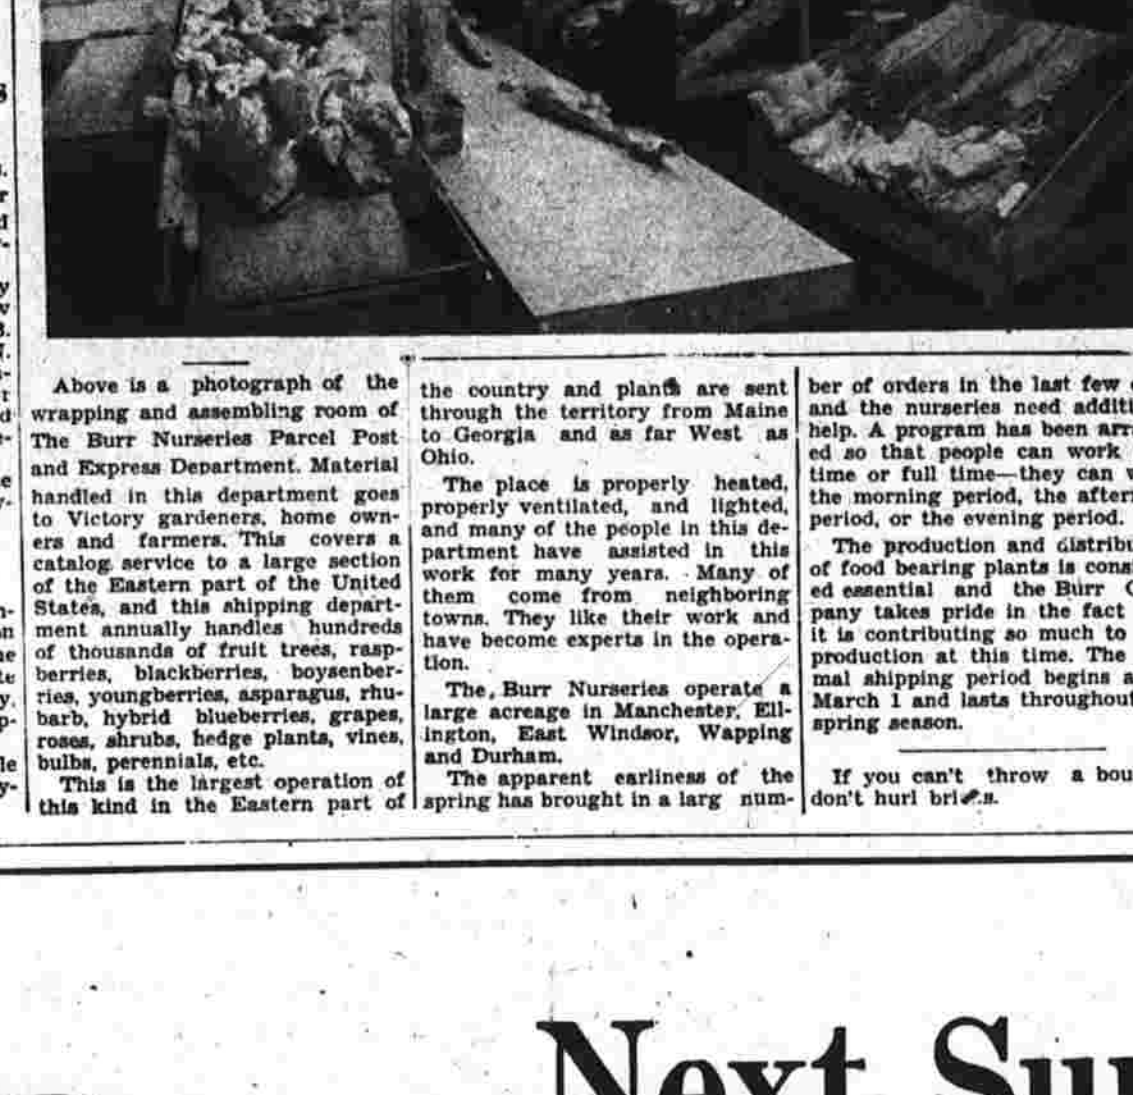 Above is a photograph of the
wrapping and assembling room of
The Burr Nurseries Parcel Post
and Express Department. Material
handled in this department goes
to Victory gardeners, home own-
ers and farmers. This covers a
catalog service to a large section
of the Eastern part of the United
States, and this shipping depart-
ment annually handles hundreds
of thousands of fruit trees, rasp-
berries, blackberries, boysenber-
ries, youngberries, asparagus, rhu-
barb, hybrid blueberries, grapes,
roses, shrubs, hedge plants, vines,
bulbs, perennials, etc.
This is the largest operation of
this kind in the Eastern part of
the country and plants are sent
through the territory from Maine
to Georgia and as far West as
Ohio.
The place is properly heated,
properly ventilated, and lighted,
and many of the people in this de-
partment have assisted in this
work for many years. Many of
them come from neighboring
towns. They like their work and
have become experts in the opera-
tion.
The Burr Nurseries operate a
large acreage in Manchester, Ell-
ington, East Windsor, Wapping
and Durham.
The apparent earliness of the
spring has brought in a larg num-
ber of orders in the last few
and the nurseries need additi
help. A program has been arr
ed so that people can work
time or full time—they can
the morning period, the after
period, or the evening period.
The production and distribu
of food bearing plants is cons
ed essential and the Burr
pany takes pride in the fact
it is contributing so much to
production at this time. The
mal shipping period begins
March 1 and lasts throughout
spring season.
If you can't throw a bou
don't hurl
Next Su